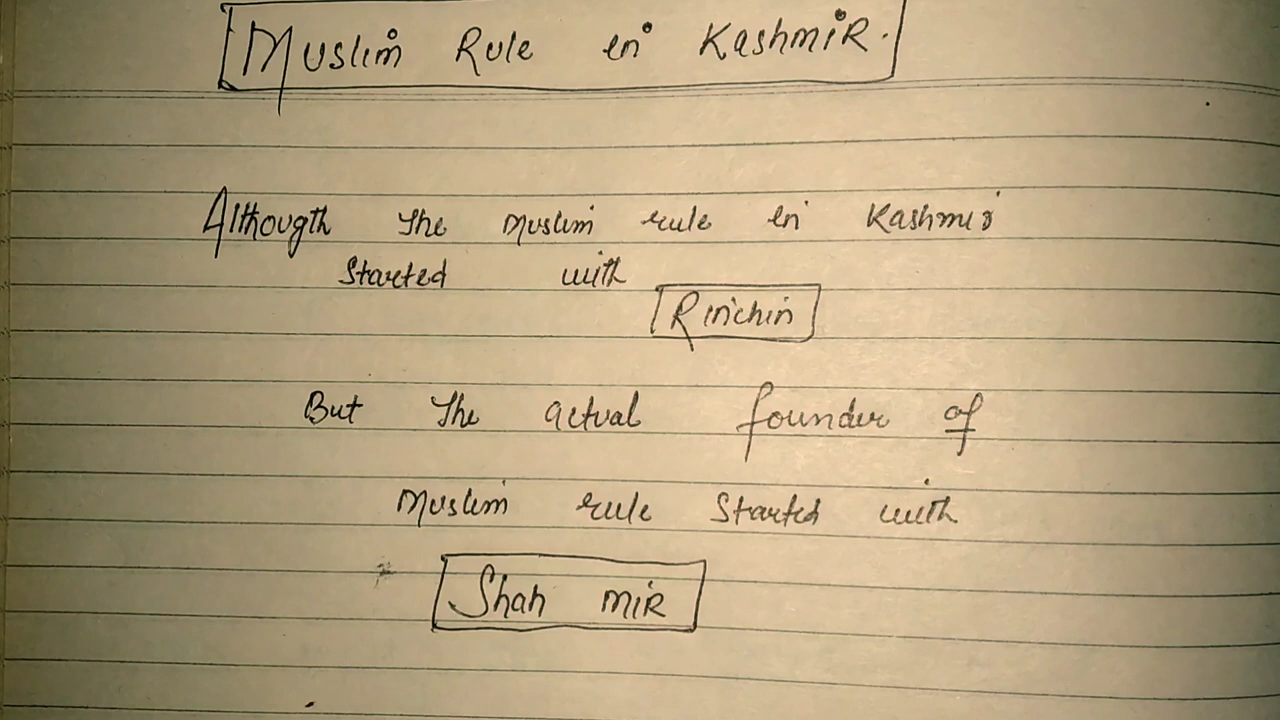 Muslim Rule in Kashmir.
Althougth the Muslim rule in Kashmir
Started with
Rinchin
But the actual founder of
Muslim rule Started with
Shah MIR